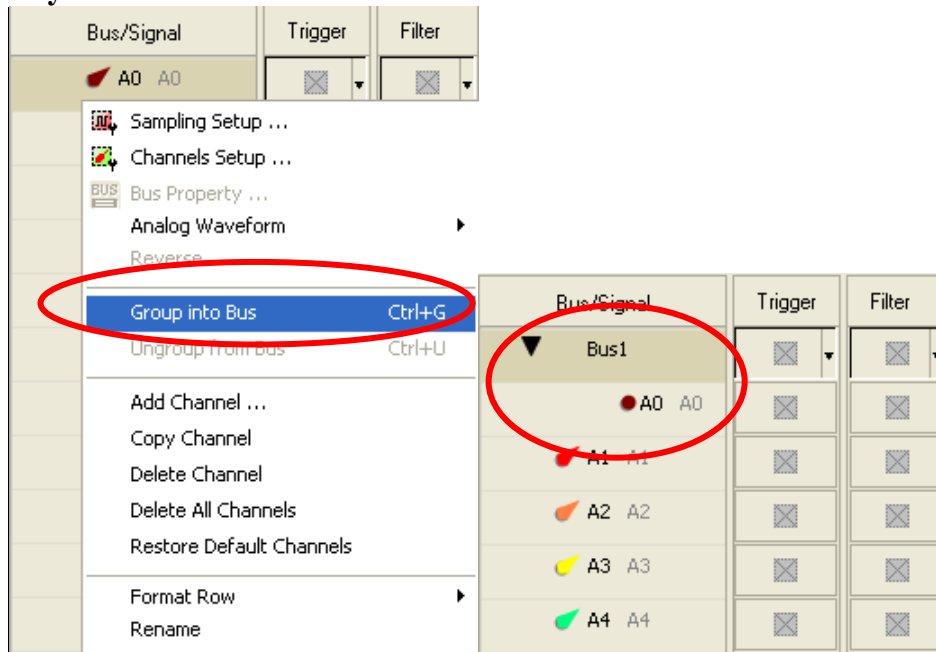 Bus/Signal Trigger Filter
A0 A0
Sampling Setup ...
Channels Setup ...
BUS Bus Property ...
Analog Waveform
Reverse
Group into Bus Ctrl+G
Ungroup from Bus Ctrl+U
Add Channel ...
Copy Channel
Delete Channel
Delete All Channels
Restore Default Channels
Format Row
Rename
Bus/Signal Trigger Filter
Bus1
A0 A0
A1 A1
A2 A2
A3 A3
A4 A4